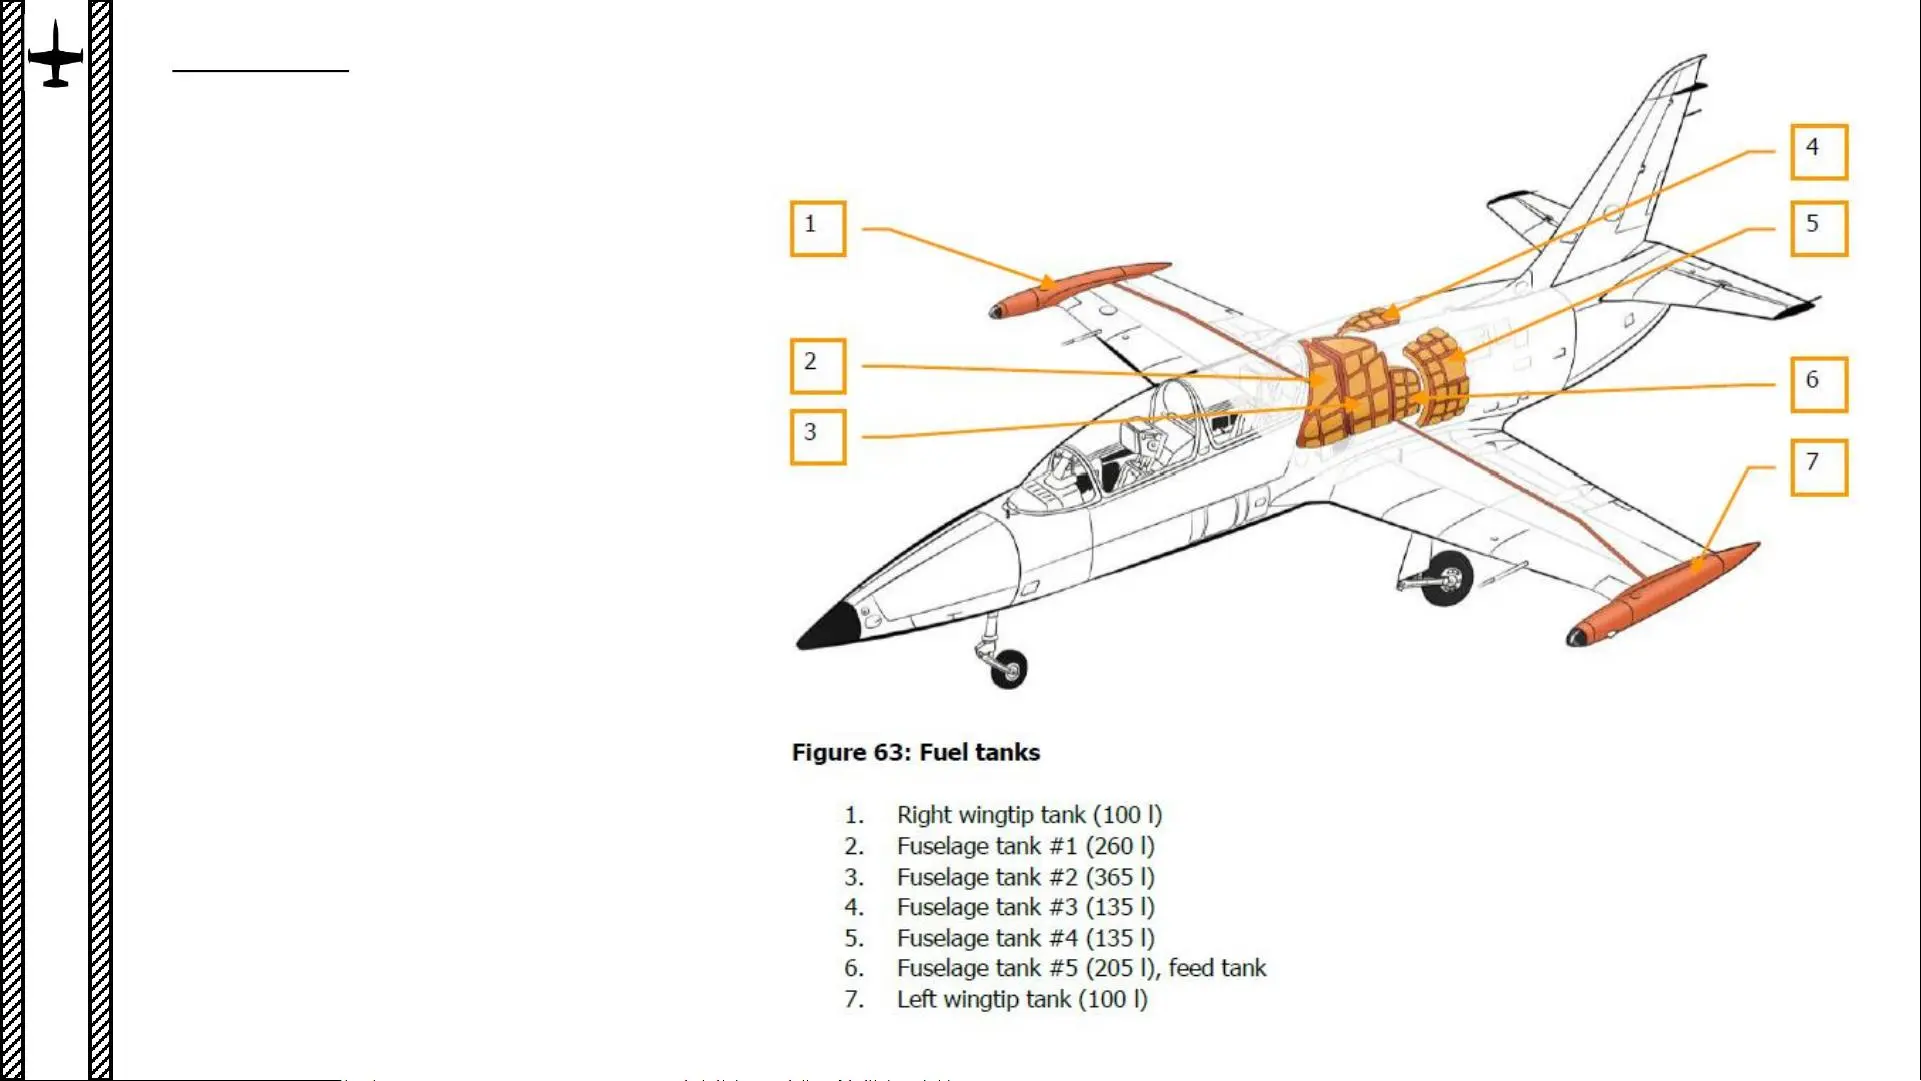 1
2
3
4
5
6
7
Figure 63: Fuel tanks
1. Right wingtip tank (100 l)
2. Fuselage tank #1 (260 l)
3. Fuselage tank #2 (365 l)
4. Fuselage tank #3 (135 l)
5. Fuselage tank #4 (135 l)
6. Fuselage tank #5 (205 l), feed tank
7. Left wingtip tank (100 l)